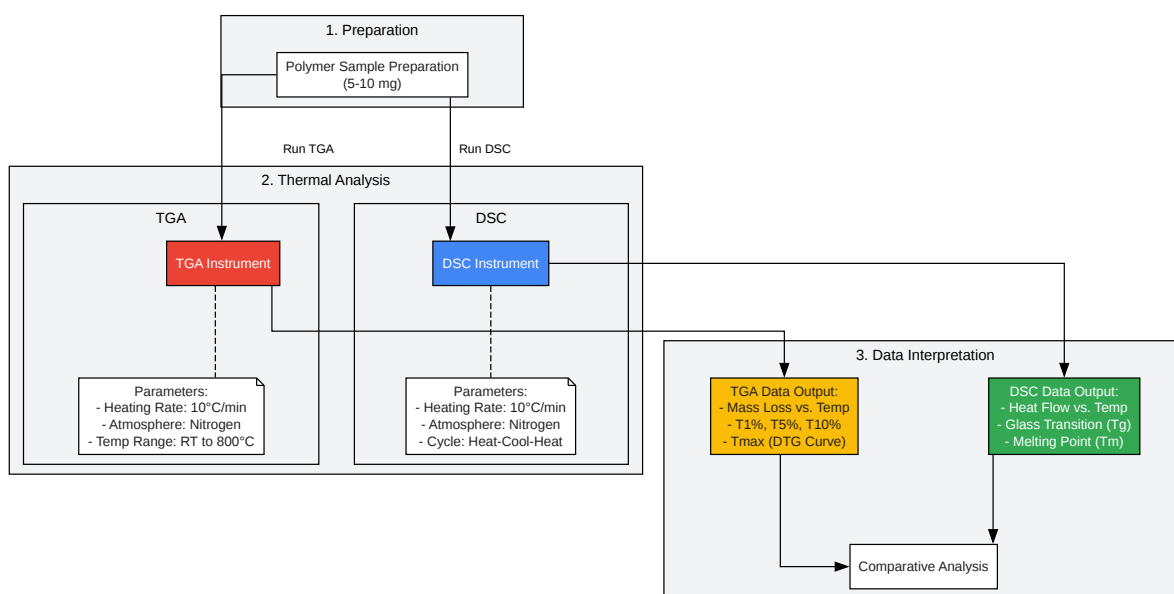 1. Preparation
Polymer Sample Preparation
(5-10 mg)
Run TGA
Run DSC
2. Thermal Analysis
TGA
DSC
TGA Instrument
DSC Instrument
Parameters:
- Heating Rate: 10°C/min
- Atmosphere: Nitrogen
- Temp Range: RT to 800°C
Parameters:
- Heating Rate: 10°C/min
- Atmosphere: Nitrogen
- Cycle: Heat-Cool-Heat
3. Data Interpretation
TGA Data Output:
- Mass Loss vs. Temp
- T1%, T5%, T10%
- Tmax (DTG Curve)
DSC Data Output:
- Heat Flow vs. Temp
- Glass Transition (Tg)
- Melting Point (Tm)
Comparative Analysis